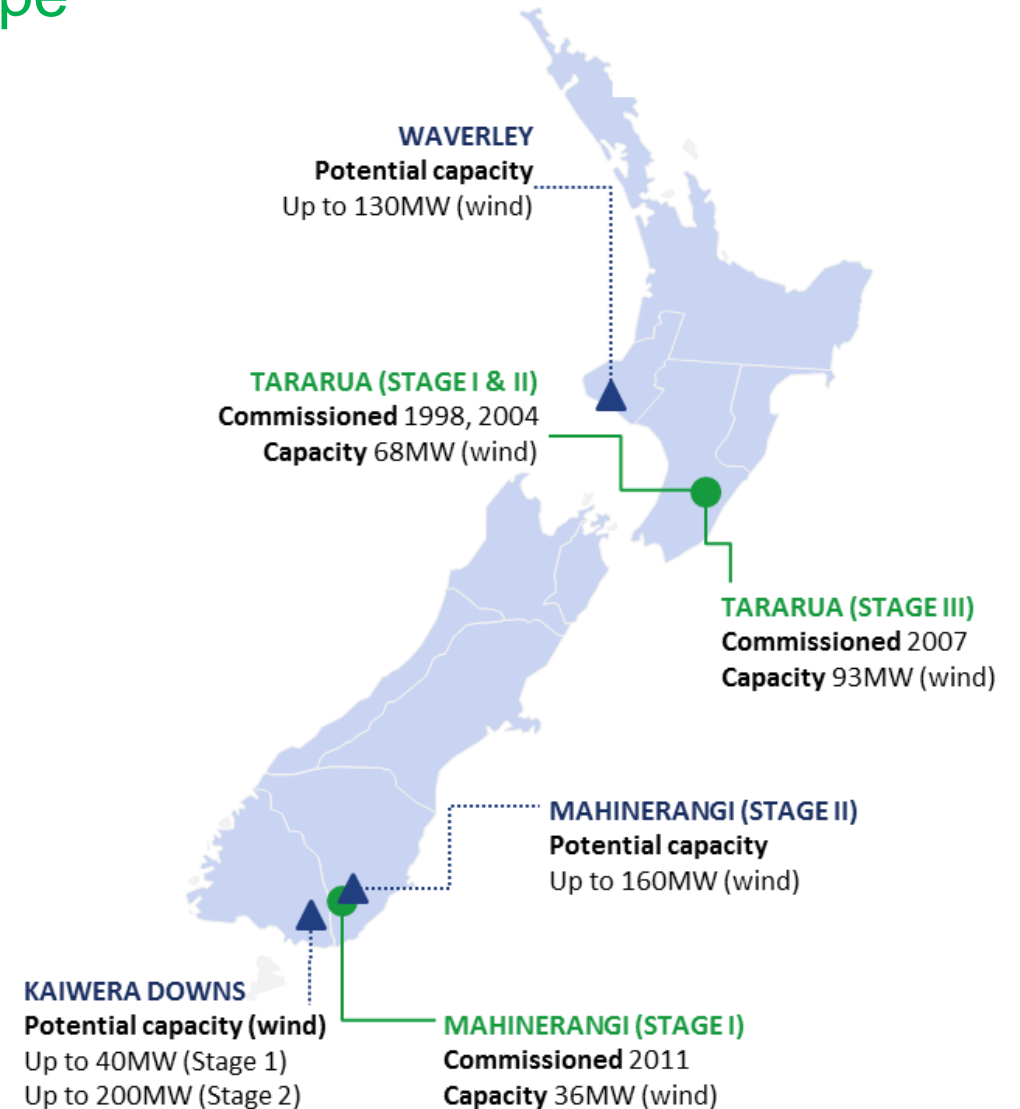 pe
WAVERLEY
Potential capacity
Up to 130MW (wind)
TARARUA (STAGE I & II)
Commissioned 1998, 2004
Capacity 68MW (wind)
TARARUA (STAGE III)
Commissioned 2007
Capacity 93MW (wind)
MAHINERANGI (STAGE II)
Potential capacity
Up to 160MW (wind)
KAIWERA DOWNS
Potential capacity (wind)
Up to 40MW (Stage 1)
Up to 200MW (Stage 2)
MAHINERANGI (STAGE I)
Commissioned 2011
Capacity 36MW (wind)